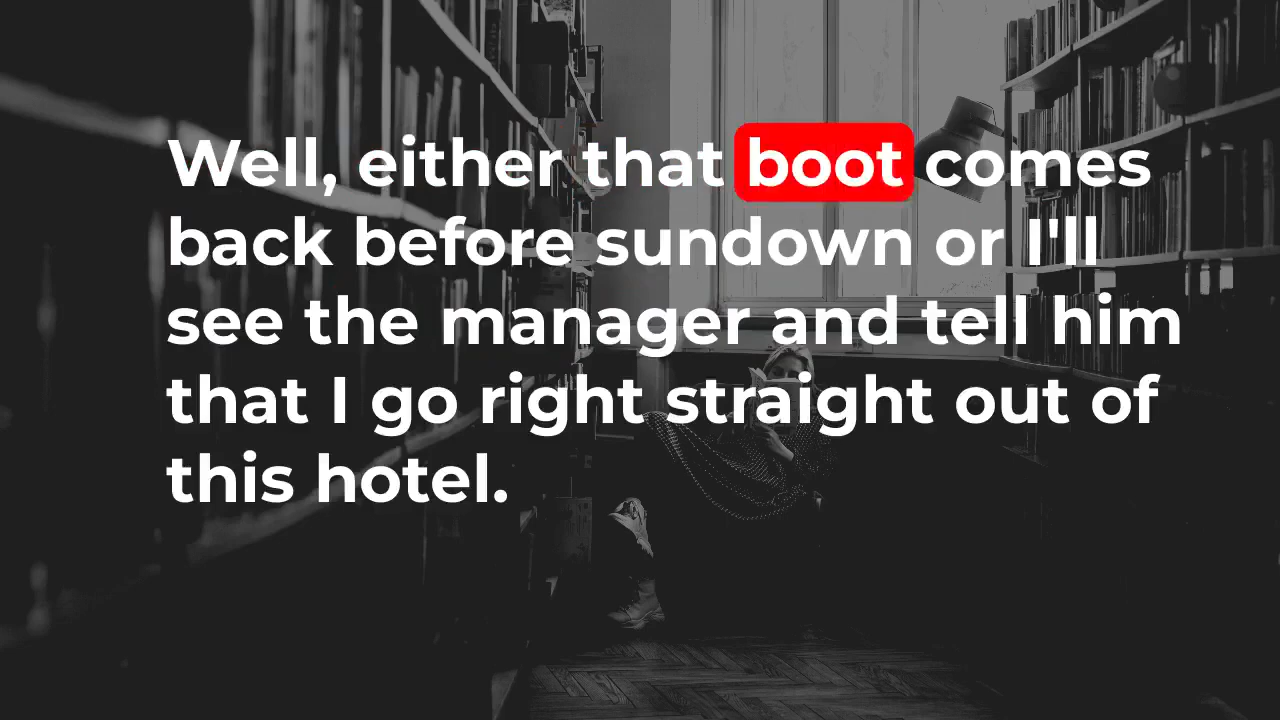 Well, either that boot comes
back before sundown or I'll
see the manager and tell him
that I go right straight out of
this hotel.